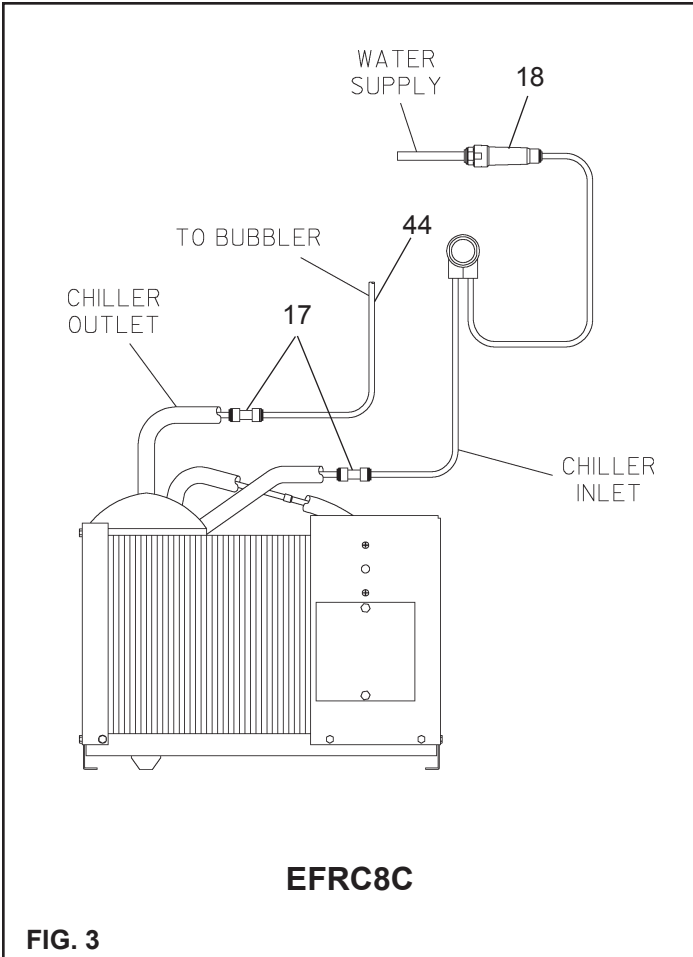 WATER
SUPPLY
18
TO BUBBLER
44
CHILLER
OUTLET
17
CHILLER
INLET
EFRC8C
FIG. 3